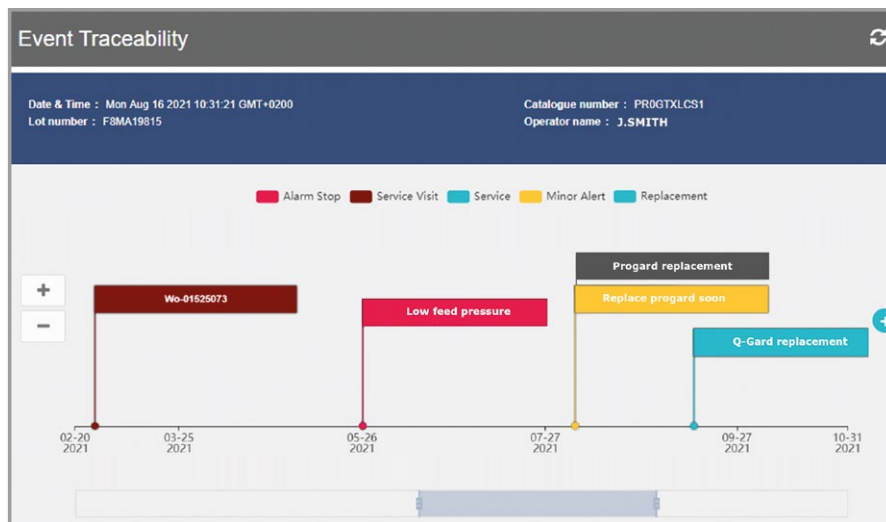 Event Traceability
Date & Time : Mon Aug 16 2021 10:31:21 GMT+0200
Lot number : F8MA19815
Catalogue number : PR0GTXLCS1
Operator name : J.SMITH
Alarm Stop Service Visit Service Minor Alert Replacement
Progard replacement
Wo-01525073
Replace progard soon
Low feed pressure
Q-Gard replacement
02-20 03-25 05-26 07-27 09-27 10-31
2021 2021 2021 2021 2021 2021